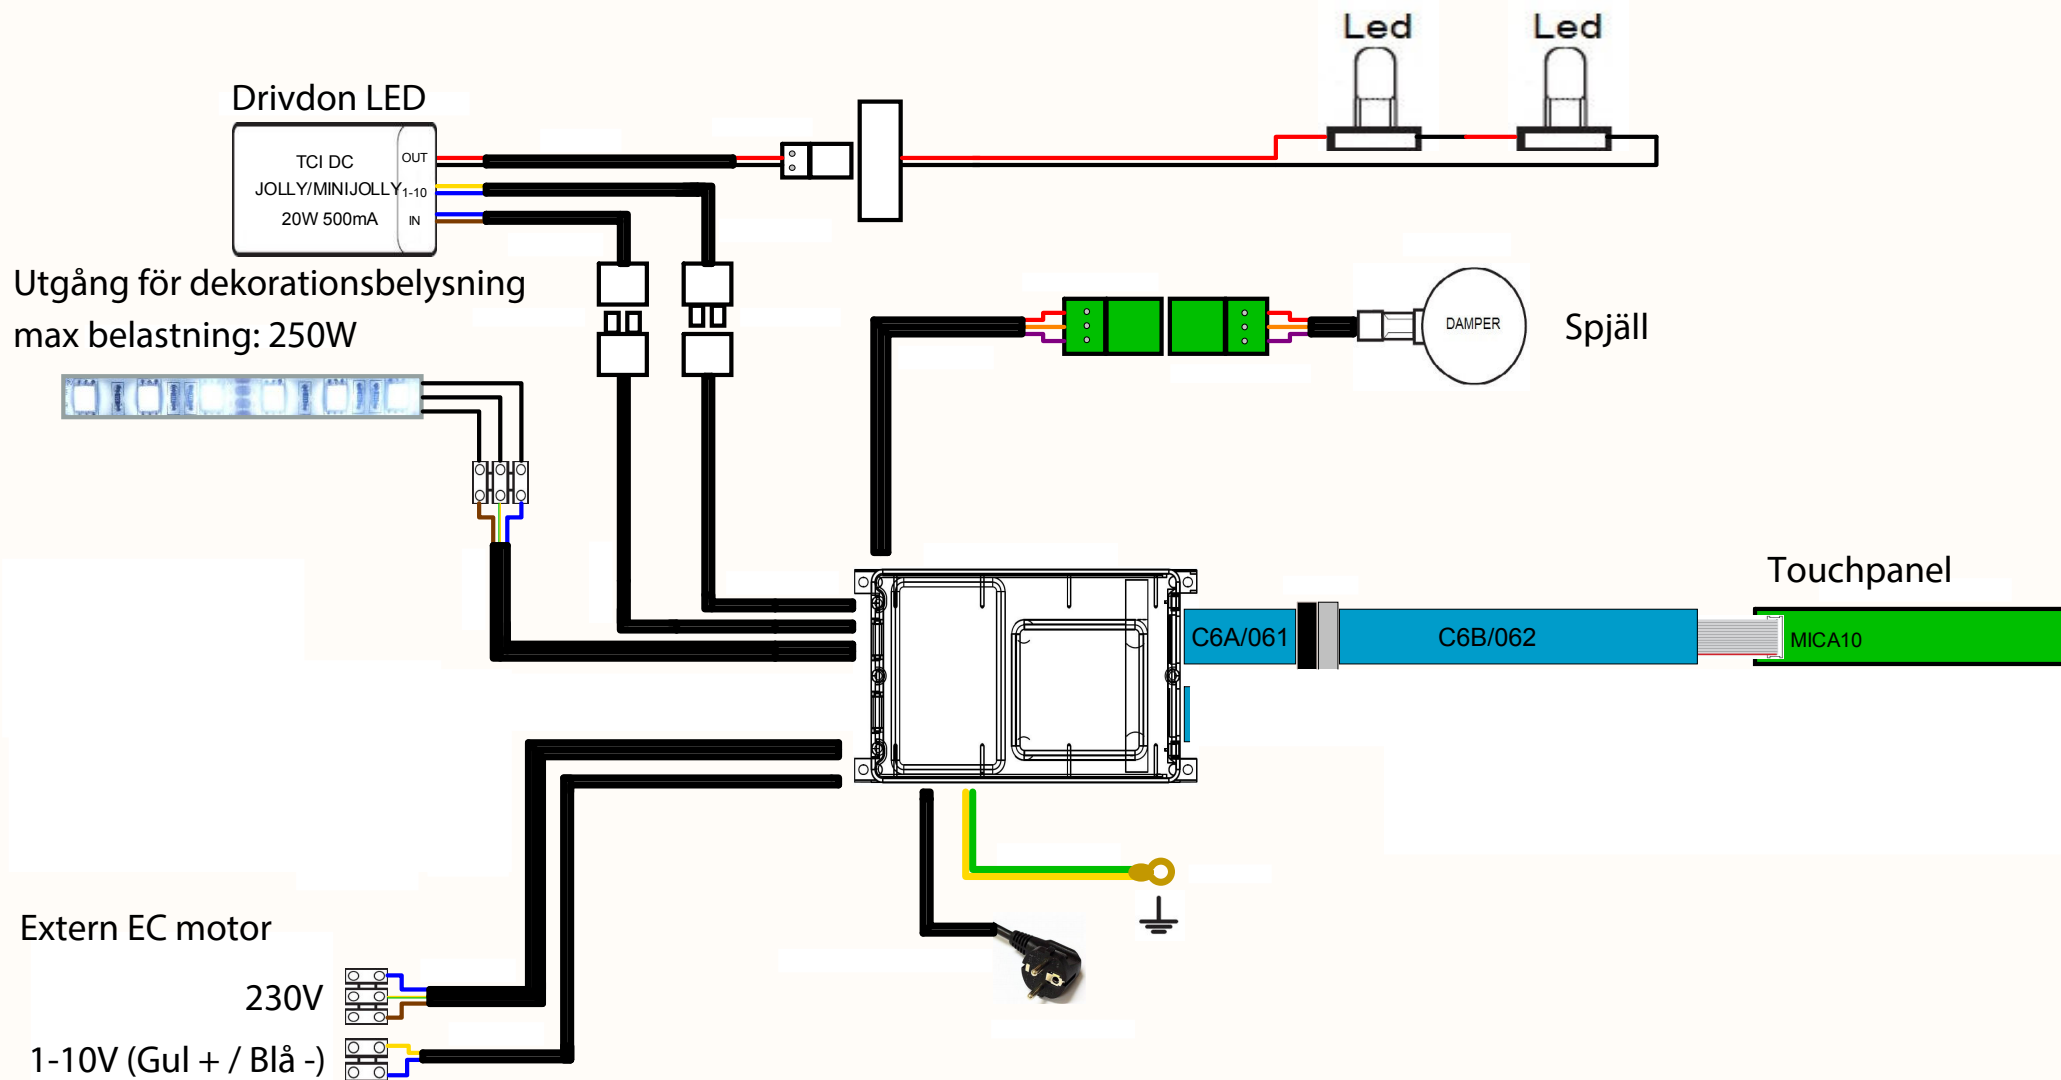 Led
Led
Drivdon LED
TCI DC
JOLLY/MINIJOLLY
20W 500mA
OUT
1-10
IN
Utgång för dekorationsbelysning
max belastning: 250W
DAMPER
Spjäll
Touchpanel
C6A/061
C6B/062
MICA10
Extern EC motor
230V
1-10V (Gul + / Blå -)